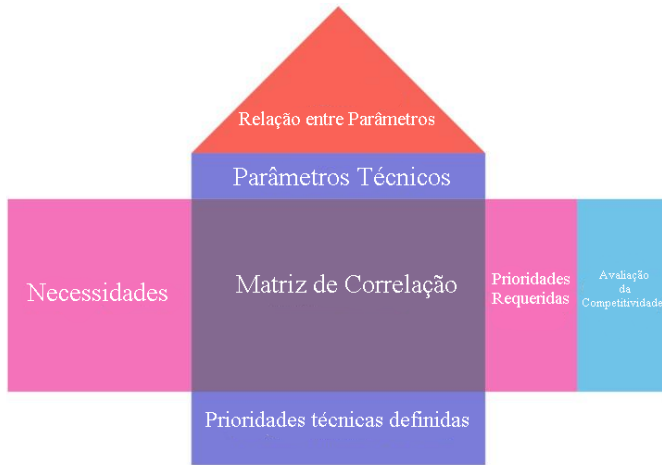 Relação entre Parâmetros
Parâmetros Técnicos
Necessidades
Matriz de Correlação
Prioridades
Requeridas
Avaliação
da
Competitividade
Prioridades técnicas definidas